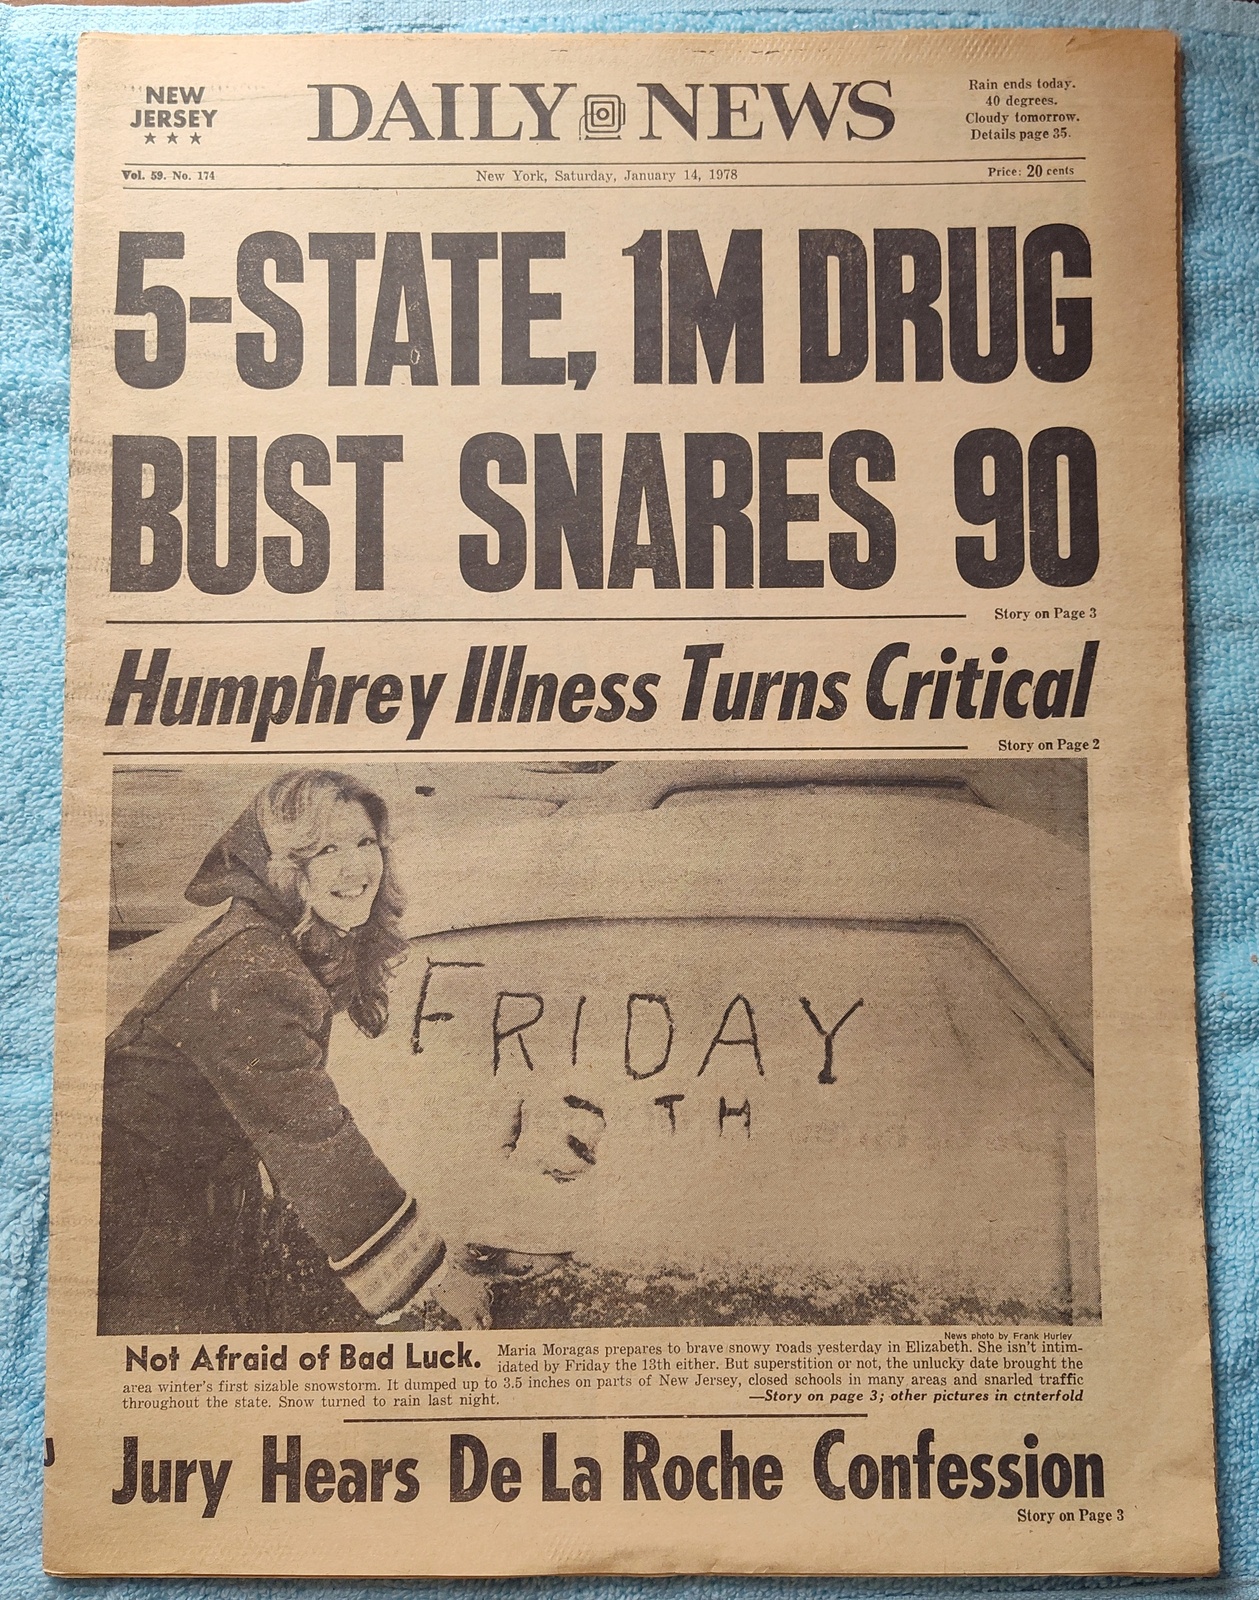 NEW
JERSEY
★ ★ ★
DAILY NEWS
Rain ends today.
40 degrees.
Cloudy tomorrow.
Details page 35.
Vol. 59. No. 174
New York, Saturday, January 14, 1978
Price: 20 cents
5-STATE, 1M DRUG
BUST SNARES 90
Story on Page 3
Humphrey Illness Turns Critical
Story on Page 2
FRIDAY
13TH
News photo by Frank Hurley
Not Afraid of Bad Luck. Maria Moragas prepares to brave snowy roads yesterday in Elizabeth. She isn't intim-
idated by Friday the 13th either. But superstition or not, the unlucky date brought the
area winter's first sizable snowstorm. It dumped up to 3.5 inches on parts of New Jersey, closed schools in many areas and snarled traffic
throughout the state. Snow turned to rain last night. —Story on page 3; other pictures in ctnterfold
Jury Hears De La Roche Confession
Story on Page 3
J